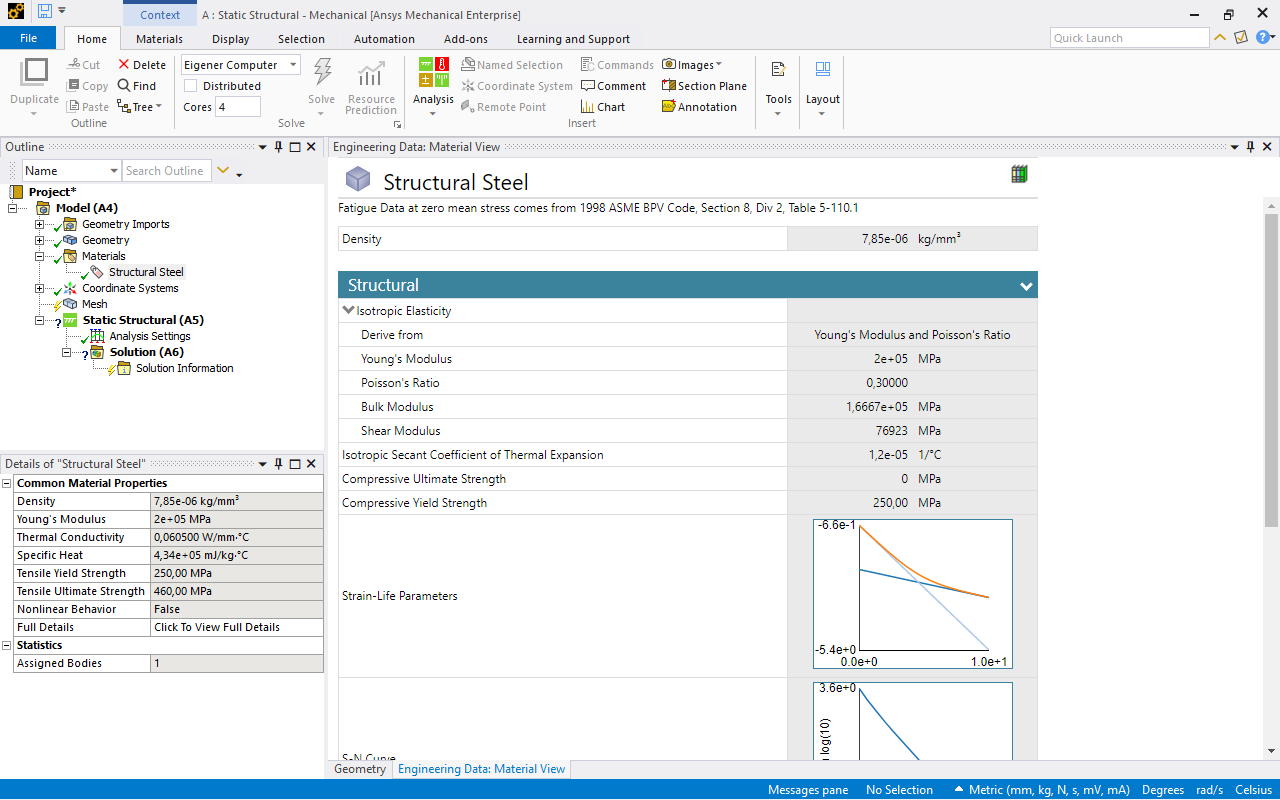 Context
A : Static Structural - Mechanical [Ansys Mechanical Enterprise]
File Home Materials Display Selection Automation Add-ons Learning and Support Quick Launch
Duplicate Cut Copy Paste Delete Find Tree
Outline
Eigener Computer
Distributed
Cores 4
Solve Resource Prediction
Solve
Analysis
Named Selection Commands Images
Coordinate System Comment Section Plane
Remote Point Chart Annotation
Insert
Tools Layout
Outline
Name Search Outline
Project*
Model (A4)
Geometry Imports
Geometry
Materials
Structural Steel
Coordinate Systems
Mesh
Static Structural (A5)
Analysis Settings
Solution (A6)
Solution Information
Details of "Structural Steel"
Common Material Properties
Density 7,85e-06 kg/mm³
Young's Modulus 2e+05 MPa
Thermal Conductivity 0,060500 W/mm·°C
Specific Heat 4,34e+05 mJ/kg·°C
Tensile Yield Strength 250,00 MPa
Tensile Ultimate Strength 460,00 MPa
Nonlinear Behavior False
Full Details Click To View Full Details
Statistics
Assigned Bodies 1
Engineering Data: Material View
Structural Steel
Fatigue Data at zero mean stress comes from 1998 ASME BPV Code, Section 8, Div 2, Table 5-110.1
Density 7,85e-06 kg/mm³
Structural
Isotropic Elasticity
Derive from Young's Modulus and Poisson's Ratio
Young's Modulus 2e+05 MPa
Poisson's Ratio 0,30000
Bulk Modulus 1,6667e+05 MPa
Shear Modulus 76923 MPa
Isotropic Secant Coefficient of Thermal Expansion 1,2e-05 1/°C
Compressive Ultimate Strength 0 MPa
Compressive Yield Strength 250,00 MPa
Strain-Life Parameters
-6.6e-1
-5.4e+0
0.0e+0 1.0e+1
S-N Curve
3.6e+0
log(10)
Geometry Engineering Data: Material View
Messages pane No Selection Metric (mm, kg, N, s, mV, mA) Degrees rad/s Celsius